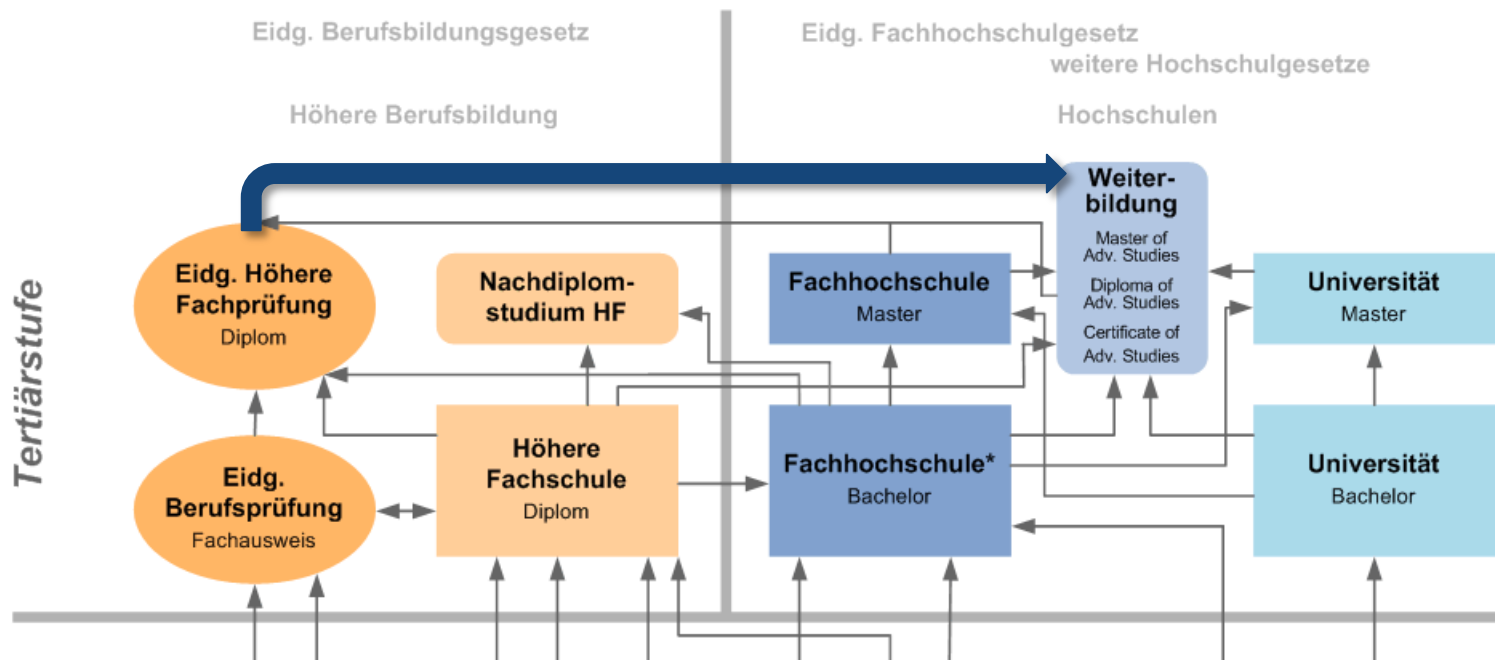 Eidg. Berufsbildungsgesetz
Eidg. Fachhochschulgesetz
weitere Hochschulgesetze
Höhere Berufsbildung
Hochschulen
Tertiärstufe
Eidg. Höhere
Fachprüfung
Diplom
Nachdiplom-
studium HF
Fachhochschule
Master
Weiter-
bildung
Master of
Adv. Studies
Diploma of
Adv. Studies
Certificate of
Adv. Studies
Universität
Master
Eidg.
Berufsprüfung
Fachausweis
Höhere
Fachschule
Diplom
Fachhochschule*
Bachelor
Universität
Bachelor